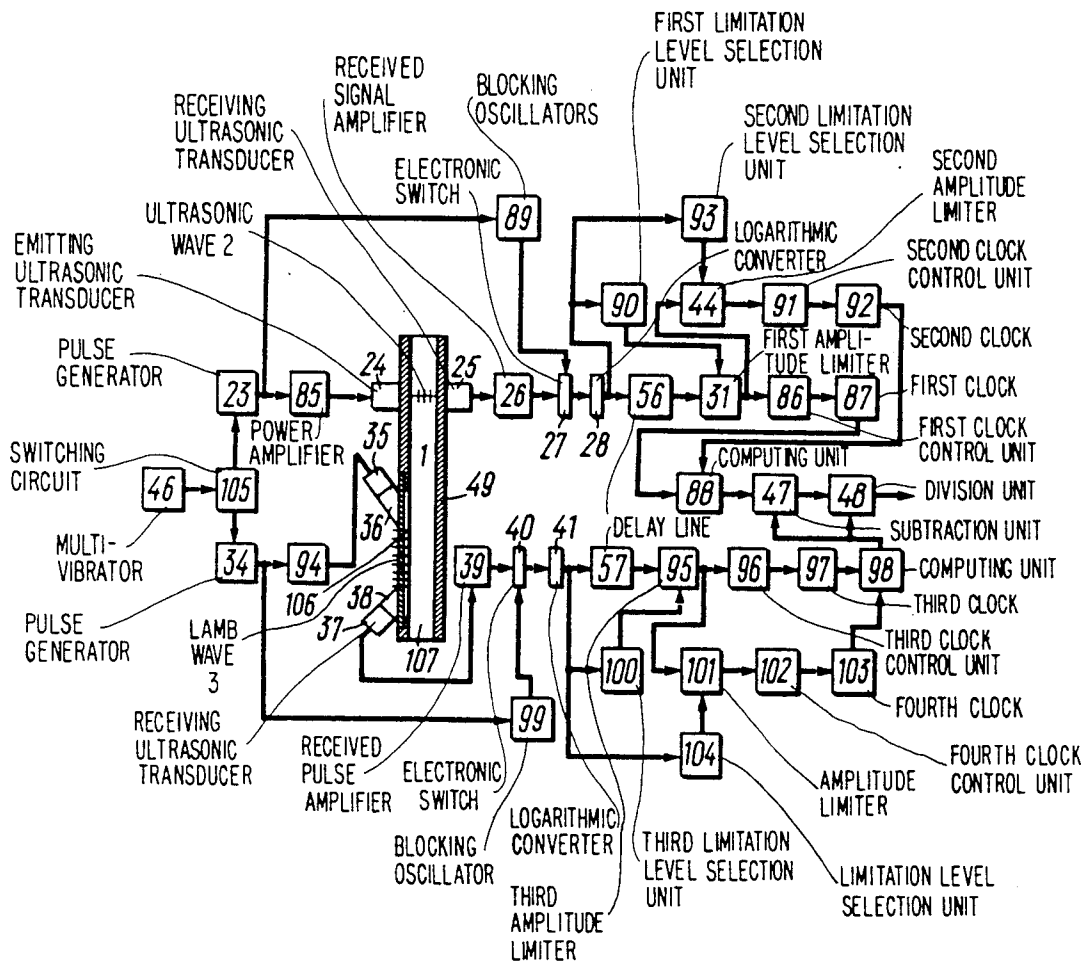 FIRST LIMITATION
LEVEL SELECTION
UNIT
RECEIVED
SIGNAL
AMPLIFIER
BLOCKING
OSCILLATORS
RECEIVING
ULTRASONIC
TRANSDUCER
SECOND LIMITATION
LEVEL SELECTION
UNIT
ELECTRONIC
SWITCH
SECOND
AMPLITUDE
LIMITER
ULTRASONIC
WAVE 2
89
93
LOGARITHMIC
CONVERTER
EMITTING
ULTRASONIC
TRANSDUCER
SECOND CLOCK
CONTROL UNIT
90
44
91
92
SECOND CLOCK
PULSE
GENERATOR
FIRST AMPLI-
TUDE LIMITER
24
25
23
85
26
27
28
56
31
86
87
FIRST CLOCK
POWER
AMPLIFIER
35
1
FIRST CLOCK
CONTROL UNIT
SWITCHING
CIRCUIT
49
COMPUTING UNIT
46
105
36
88
47
48
DIVISION UNIT
40
41
DELAY LINE
SUBTRACTION UNIT
MULTI-
VIBRATOR
34
94
39
57
95
96
97
98
COMPUTING UNIT
106
38
THIRD CLOCK
PULSE
GENERATOR
LAMB
WAVE
3
37
107
THIRD CLOCK
CONTROL UNIT
100
101
102
103
FOURTH CLOCK
99
RECEIVING
ULTRASONIC
TRANSDUCER
RECEIVED
PULSE
AMPLIFIER
104
ELECTRONIC
SWITCH
FOURTH CLOCK
CONTROL UNIT
AMPLITUDE
LIMITER
LOGARITHMIC
CONVERTER
BLOCKING
OSCILLATOR
THIRD LIMITATION
LEVEL SELECTION
UNIT
LIMITATION LEVEL
SELECTION UNIT
THIRD
AMPLITUDE
LIMITER